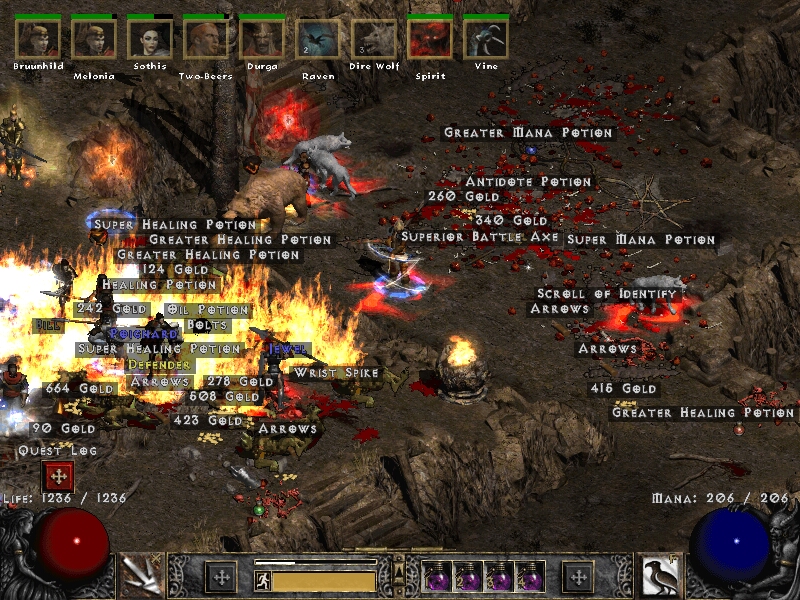 2
3
Bruunhild
Melonia
Sothis
Two-Beers
Durga
Raven
Dire Wolf
Spirit
Vine
Greater Mana Potion
Antidote Potion
260 Gold
340 Gold
Super Healing Potion
Superior Battle Axe
Super Mana Potion
Greater Healing Potion
Greater Healing Potion
124 Gold
Healing Potion
Scroll of Identify
242 Gold
Oil Potion
Arrows
Bolts
Poignard
Super Healing Potion
Jewel
Arrows
Defender
Wrist Spike
Arrows
278 Gold
664 Gold
508 Gold
415 Gold
Greater Healing Potion
423 Gold
90 Gold
Arrows
Quest Log
Life: 1236 / 1236
Mana: 206 / 206